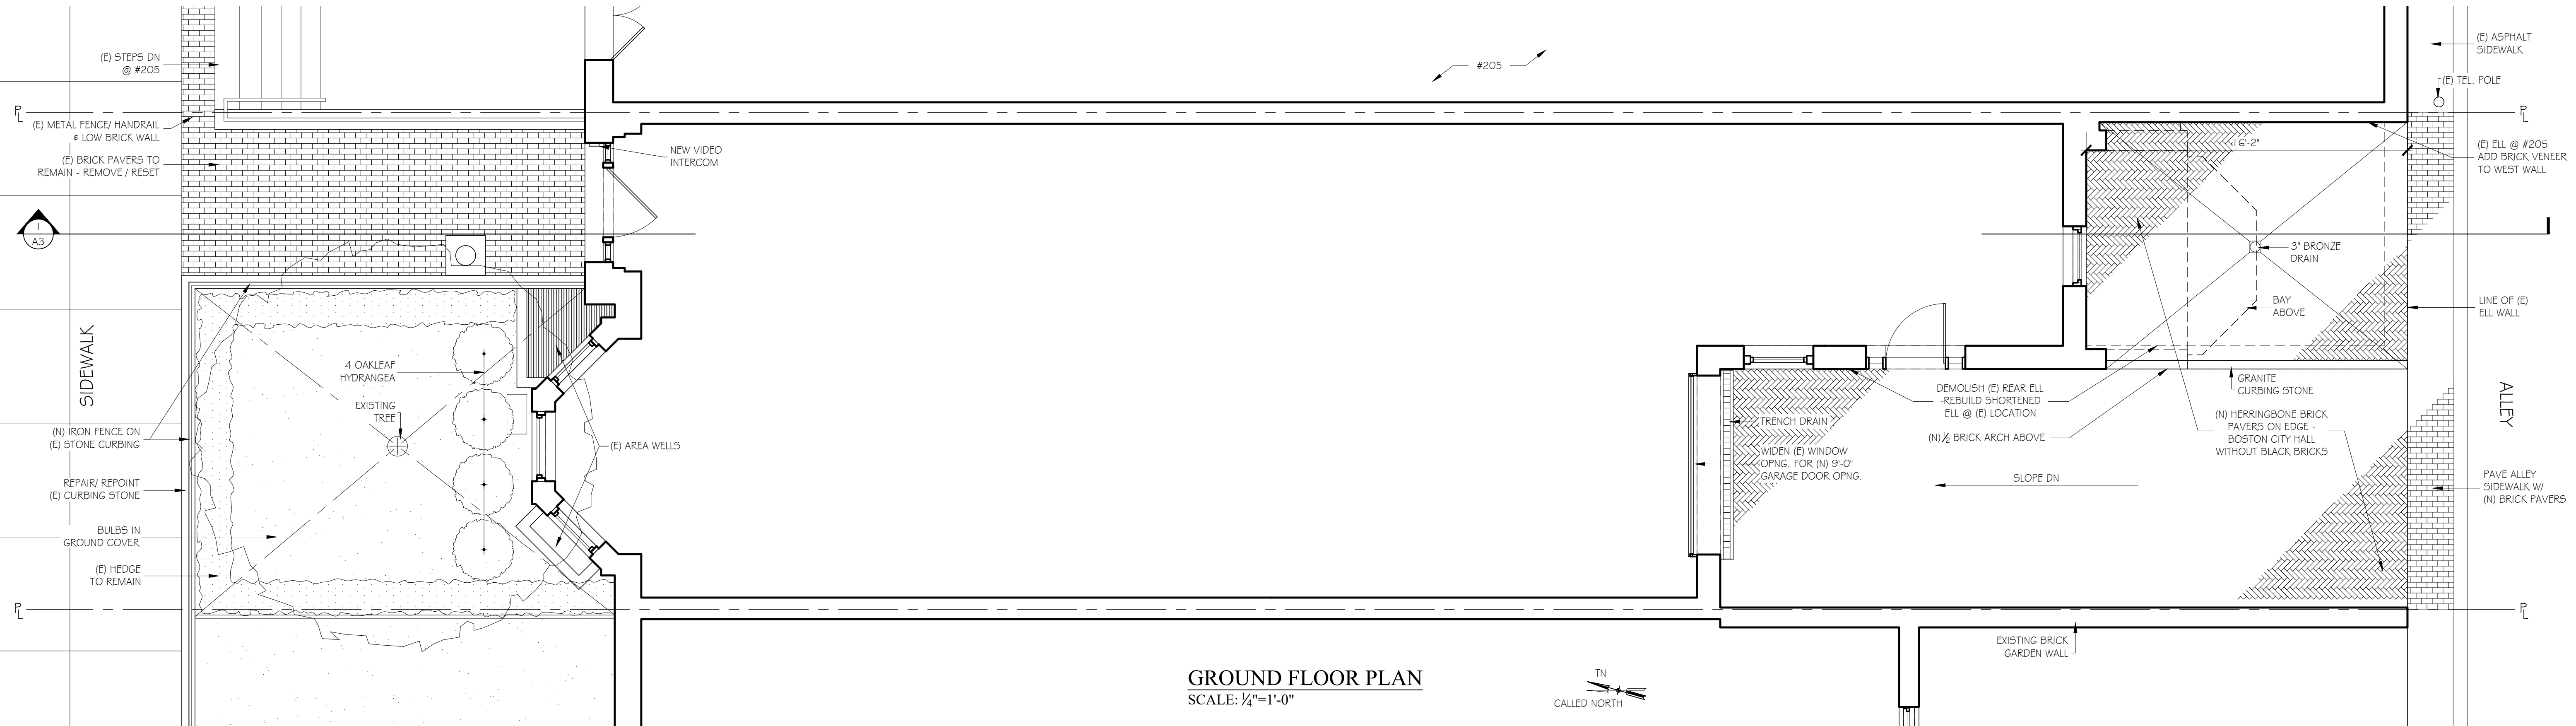 (E) STEPS DN
@ #205
P
L
(E) METAL FENCE/ HANDRAIL
& LOW BRICK WALL
(E) BRICK PAVERS TO
REMAIN - REMOVE / RESET
1
A3
SIDEWALK
(N) IRON FENCE ON
(E) STONE CURBING
REPAIR/ REPOINT
(E) CURBING STONE
BULBS IN
GROUND COVER
(E) HEDGE
TO REMAIN
P
L
4 OAKLEAF
HYDRANGEA
EXISTING
TREE
(E) AREA WELLS
NEW VIDEO
INTERCOM
#205
TRENCH DRAIN
WIDEN (E) WINDOW
OPNG. FOR (N) 9'-0"
GARAGE DOOR OPNG.
DEMOLISH (E) REAR ELL
-REBUILD SHORTENED
ELL @ (E) LOCATION
(N) ½ BRICK ARCH ABOVE
SLOPE DN
16'-2"
3" BRONZE
DRAIN
BAY
ABOVE
GRANITE
CURBING STONE
(N) HERRINGBONE BRICK
PAVERS ON EDGE -
BOSTON CITY HALL
WITHOUT BLACK BRICKS
EXISTING BRICK
GARDEN WALL
(E) ASPHALT
SIDEWALK
(E) TEL. POLE
P
L
(E) ELL @ #205
ADD BRICK VENEER
TO WEST WALL
LINE OF (E)
ELL WALL
ALLEY
PAVE ALLEY
SIDEWALK W/
(N) BRICK PAVERS
P
L
GROUND FLOOR PLAN
SCALE: ¼"=1'-0"
TN
CALLED NORTH